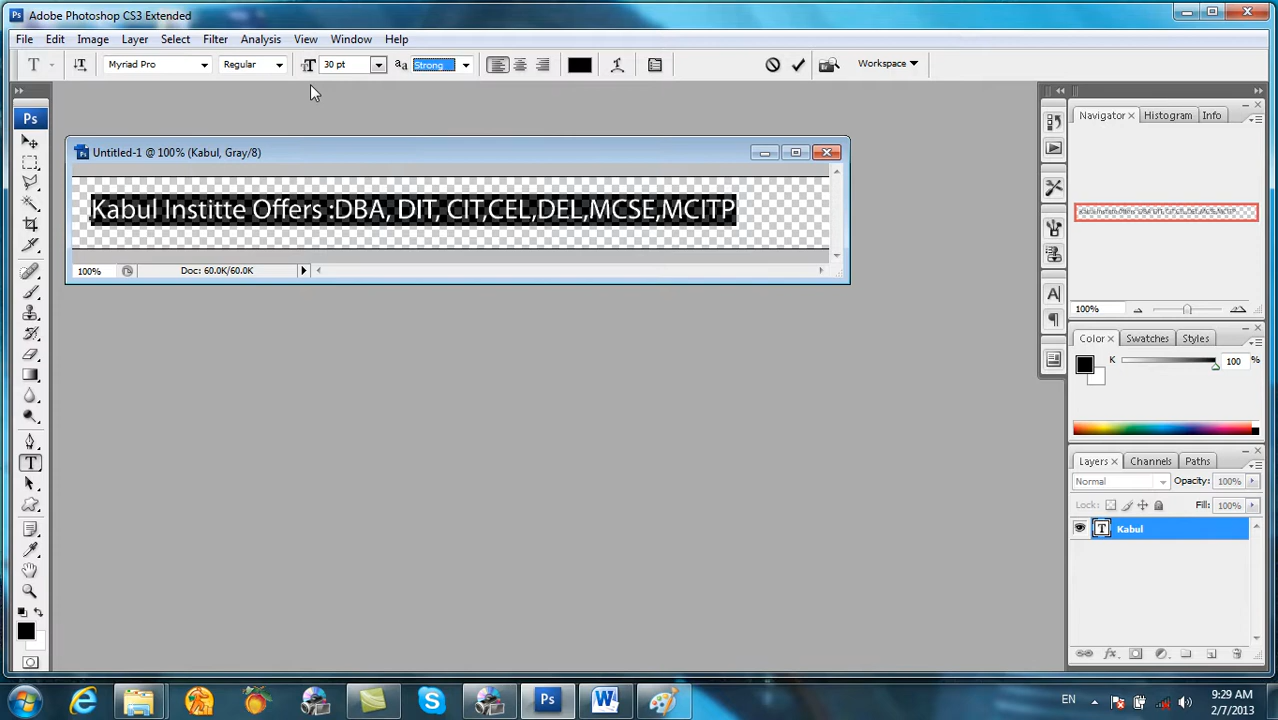 Adobe Photoshop CS3 Extended
File Edit Image Layer Select Filter Analysis View Window Help
T Myriad Pro Regular T 30 pt aa Strong Workspace
Ps
Untitled-1 @ 100% (Kabul, Gray/8)
Kabul Institte Offers :DBA, DIT, CIT,CEL,DEL,MCSE,MCITP
100% Doc: 60.0K/60.0K
Navigator Histogram Info
100%
Color Swatches Styles
K 100 %
Layers Channels Paths
Normal Opacity: 100%
Lock: Fill: 100%
T Kabul
EN 9:29 AM
2/7/2013